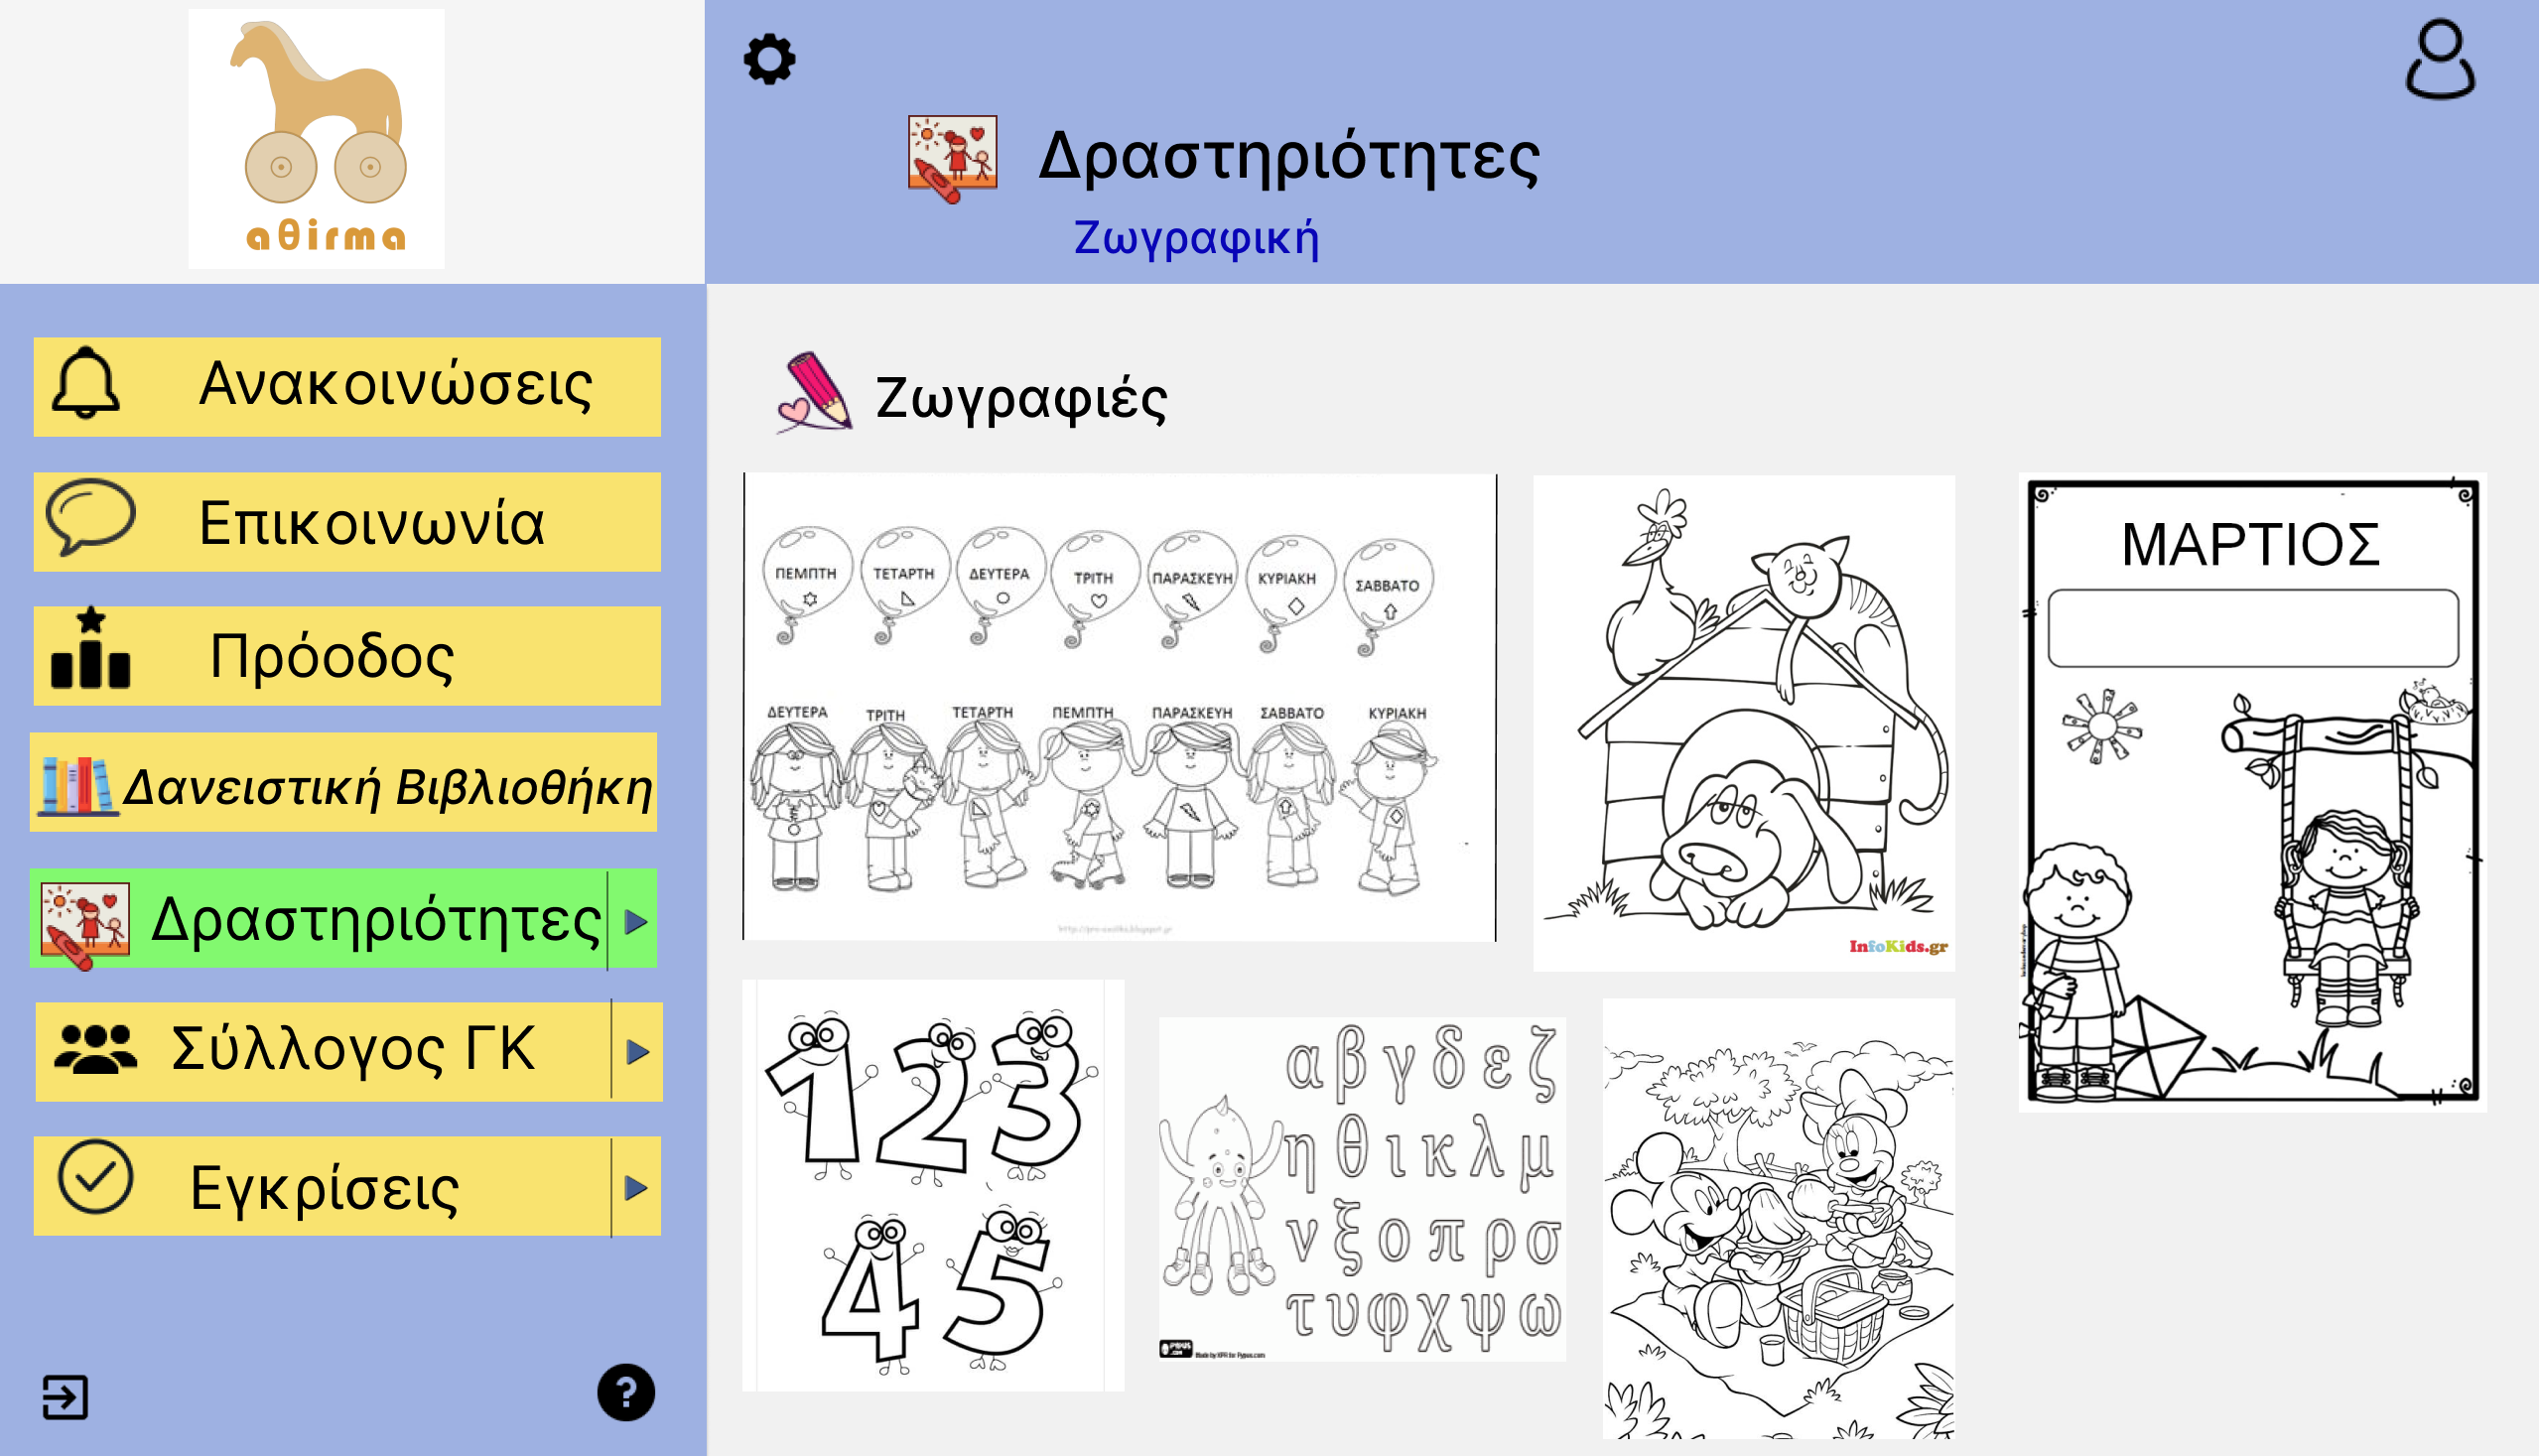 aθirma
Δραστηριότητες
Ζωγραφική
Ανακοινώσεις
Επικοινωνία
Πρόοδος
Δανειστική Βιβλιοθήκη
Δραστηριότητες
Σύλλογος ΓΚ
Εγκρίσεις
?
Ζωγραφιές
ΠΕΜΠΤΗ ΤΕΤΑΡΤΗ ΔΕΥΤΕΡΑ ΤΡΙΤΗ ΠΑΡΑΣΚΕΥΗ ΚΥΡΙΑΚΗ ΣΑΒΒΑΤΟ
ΔΕΥΤΕΡΑ ΤΡΙΤΗ ΤΕΤΑΡΤΗ ΠΕΜΠΤΗ ΠΑΡΑΣΚΕΥΗ ΣΑΒΒΑΤΟ ΚΥΡΙΑΚΗ
InfoKids.gr
ΜΑΡΤΙΟΣ
1 2 3
4 5
α β γ δ ε ζ
η θ ι κ λ μ
ν ξ ο π ρ σ
τ υ φ χ ψ ω